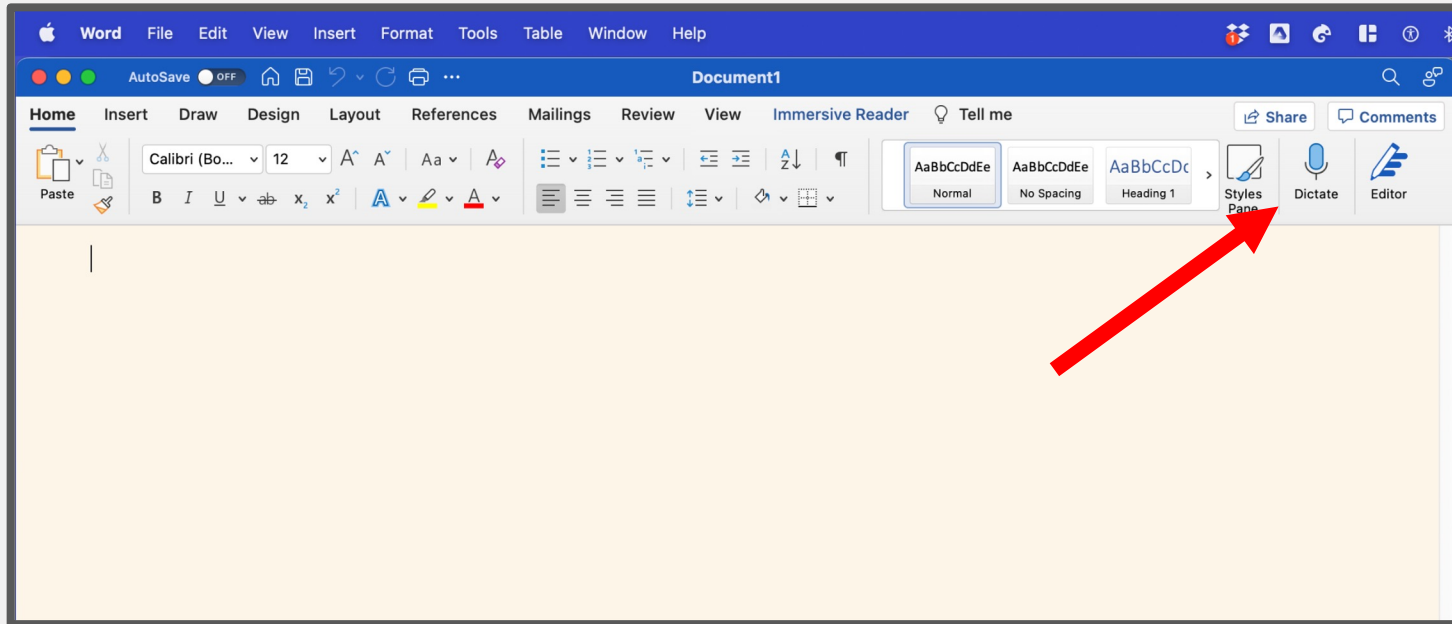 Word File Edit View Insert Format Tools Table Window Help
1
AutoSave OFF ... Document1
Home Insert Draw Design Layout References Mailings Review View Immersive Reader Tell me Share Comments
Calibri (Bo... 12 A^ Aˇ Aa A
Paste B I U ab x₂ x² A A
AaBbCcDdEe AaBbCcDdEe AaBbCcDc
Normal No Spacing Heading 1
Styles Pane
Dictate
Editor